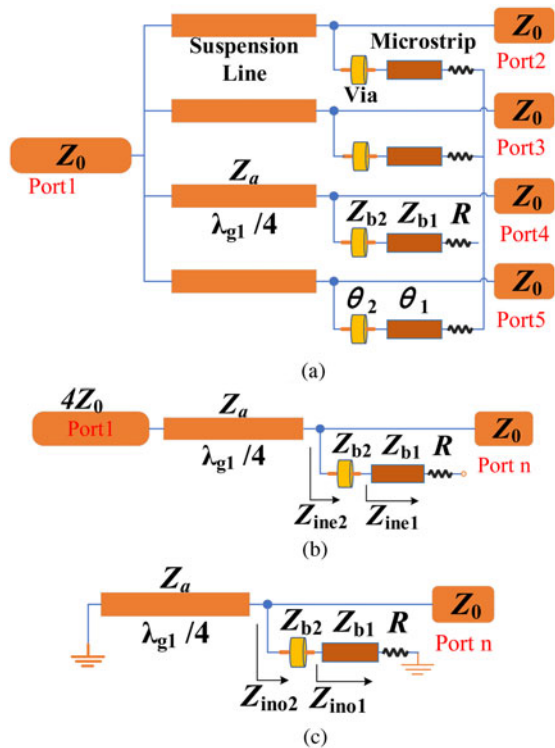 Suspension
Line
Microstrip
Via
Z₀
Port2
Z₀
Port3
Z₀
Port1
Zₐ
λg1 /4
Zb2 Zb1 R
Z₀
Port4
θ₂ θ₁
Z₀
Port5
(a)
4Z₀
Port1
Zₐ
λg1 /4
Zb2 Zb1 R
Z₀
Port n
Zine2 Zine1
(b)
Zₐ
λg1 /4
Zb2 Zb1 R
Z₀
Port n
Zino2 Zino1
(c)